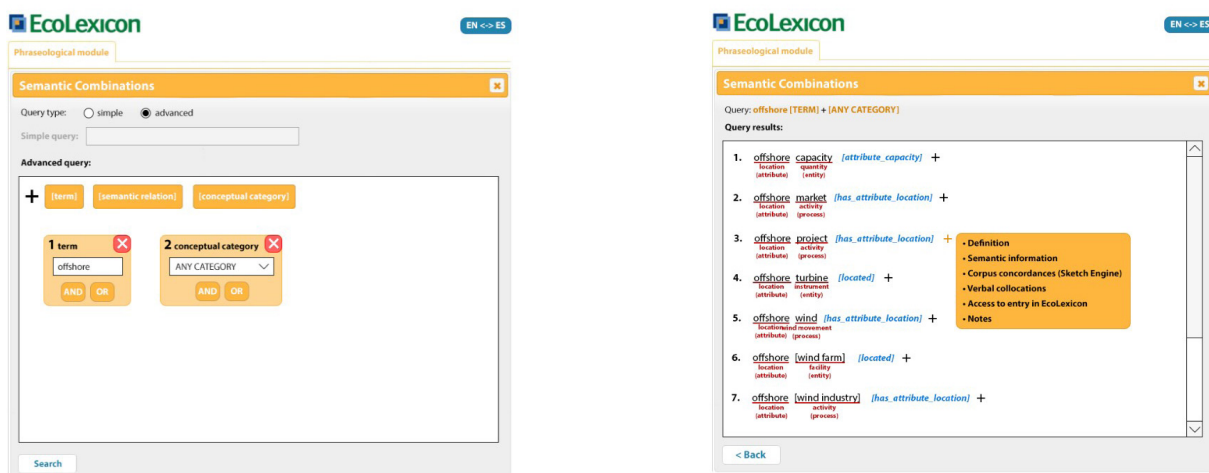 EcoLexicon
EN <-> ES
Phraseological module
Semantic Combinations
Query type: simple advanced
Simple query:
Advanced query:
+ [term] [semantic relation] [conceptual category]
1 term
offshore
AND OR
2 conceptual category
ANY CATEGORY
AND OR
Search
EcoLexicon
EN <-> ES
Phraseological module
Semantic Combinations
Query: offshore [TERM] + [ANY CATEGORY]
Query results:
1. offshore capacity [attribute_capacity] +
location quantity
(attribute) (entity)
2. offshore market [has_attribute_location] +
location activity
(attribute) (process)
3. offshore project [has_attribute_location] +
location activity
(attribute) (process)
• Definition
• Semantic information
• Corpus concordances (Sketch Engine)
• Verbal collocations
• Access to entry in EcoLexicon
• Notes
4. offshore turbine [located] +
location instrument
(attribute) (entity)
5. offshore wind [has_attribute_location] +
location wind movement
(attribute) (process)
6. offshore [wind farm] [located] +
location facility
(attribute) (entity)
7. offshore [wind industry] [has_attribute_location] +
location activity
(attribute) (process)
< Back